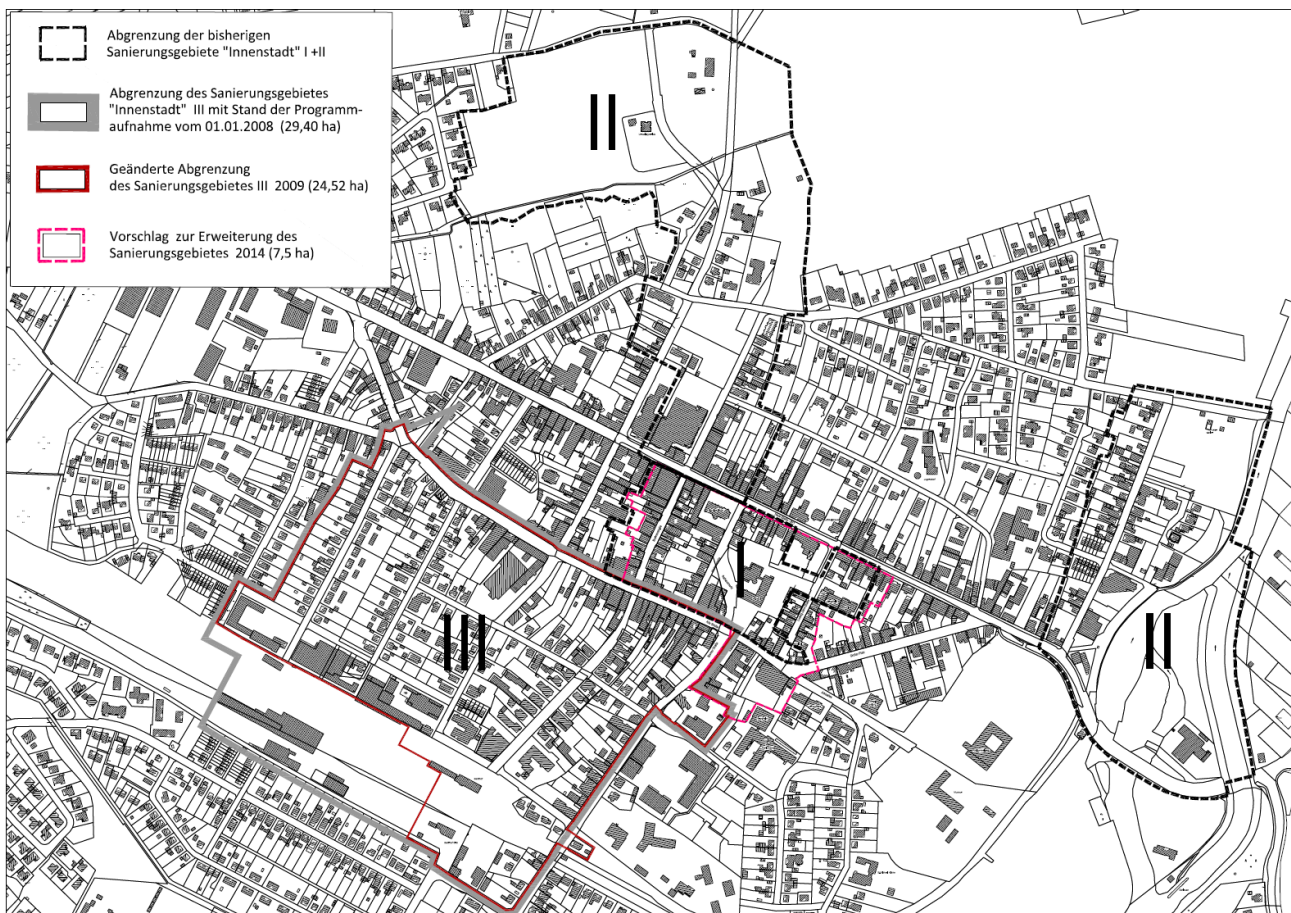 Abgrenzung der bisherigen
Sanierungsgebiete "Innenstadt" I +II
Abgrenzung des Sanierungsgebietes
"Innenstadt" III mit Stand der Programm-
aufnahme vom 01.01.2008 (29,40 ha)
Geänderte Abgrenzung
des Sanierungsgebietes III 2009 (24,52 ha)
Vorschlag zur Erweiterung des
Sanierungsgebietes 2014 (7,5 ha)
II
I
III
II